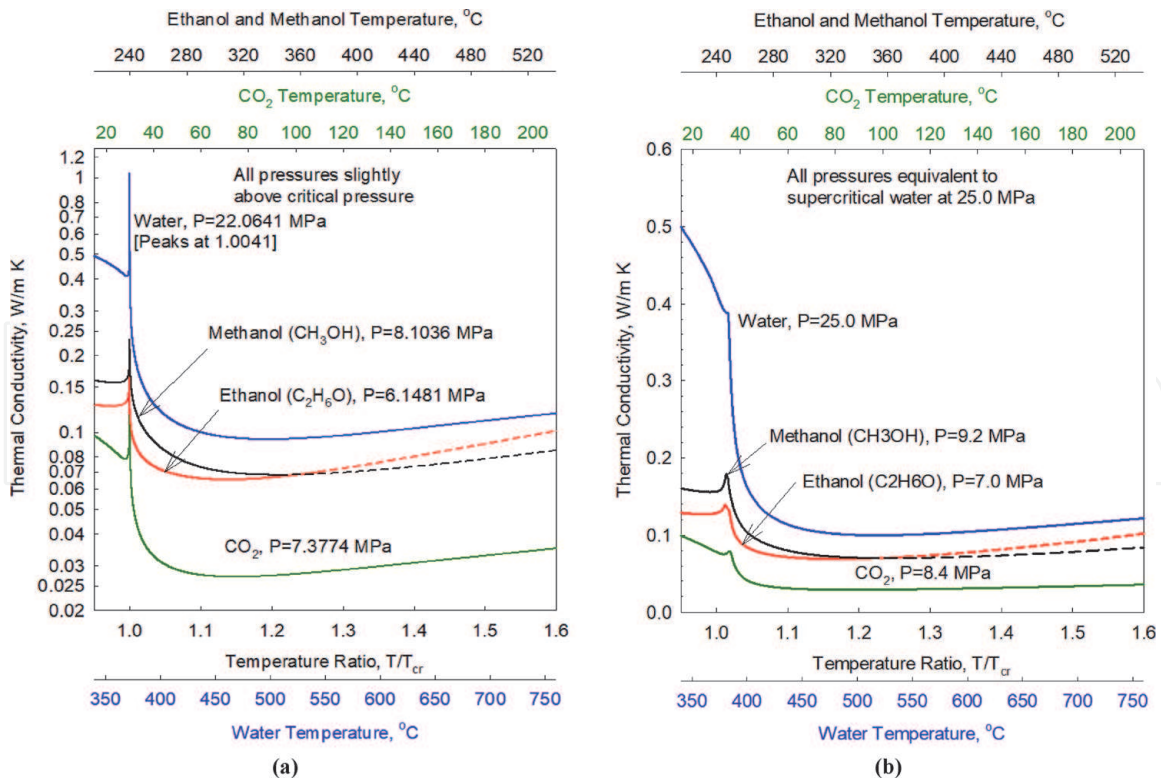 Ethanol and Methanol Temperature, °C
240 280 320 360 400 440 480 520
CO2 Temperature, °C
20 40 60 80 100 120 140 160 180 200
1.2
1
0.8
0.7
0.6
0.5
0.4
0.3
0.25
0.2
0.15
0.1
0.08
0.07
0.06
0.05
0.04
0.03
0.025
0.02
Thermal Conductivity, W/m K
All pressures slightly
above critical pressure
Water, P=22.0641 MPa
[Peaks at 1.0041]
Methanol (CH3OH), P=8.1036 MPa
Ethanol (C2H6O), P=6.1481 MPa
CO2, P=7.3774 MPa
1.0 1.1 1.2 1.3 1.4 1.5 1.6
Temperature Ratio, T/Tcr
350 400 450 500 550 600 650 700 750
Water Temperature, °C
(a)
Ethanol and Methanol Temperature, °C
240 280 320 360 400 440 480 520
CO2 Temperature, °C
20 40 60 80 100 120 140 160 180 200
0.6
0.5
0.4
0.3
0.2
0.1
0.0
Thermal Conductivity, W/m K
All pressures equivalent to
supercritical water at 25.0 MPa
Water, P=25.0 MPa
Methanol (CH3OH), P=9.2 MPa
Ethanol (C2H6O), P=7.0 MPa
CO2, P=8.4 MPa
1.0 1.1 1.2 1.3 1.4 1.5 1.6
Temperature Ratio, T/Tcr
350 400 450 500 550 600 650 700 750
Water Temperature, °C
(b)